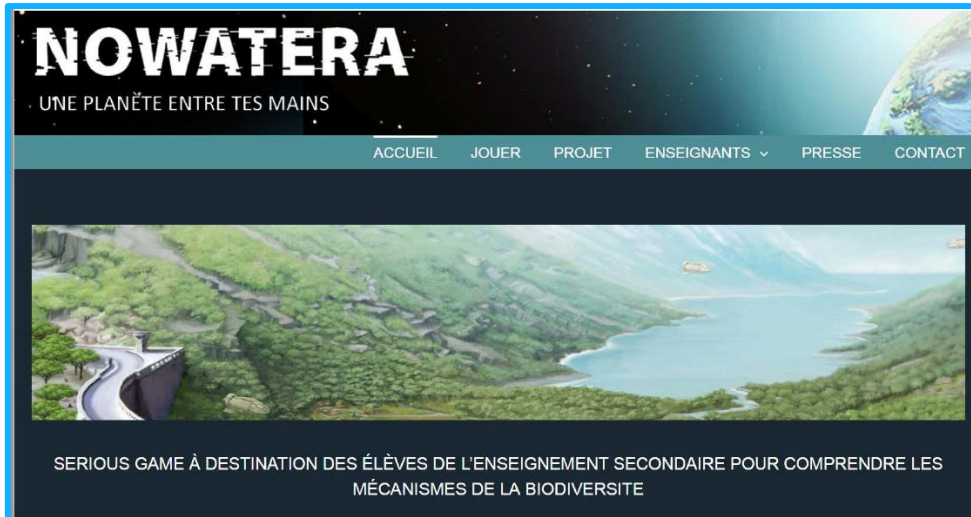 NOWATERA
UNE PLANÈTE ENTRE TES MAINS
ACCUEIL JOUER PROJET ENSEIGNANTS PRESSE CONTACT
SERIOUS GAME À DESTINATION DES ÉLÈVES DE L'ENSEIGNEMENT SECONDAIRE POUR COMPRENDRE LES
MÉCANISMES DE LA BIODIVERSITE